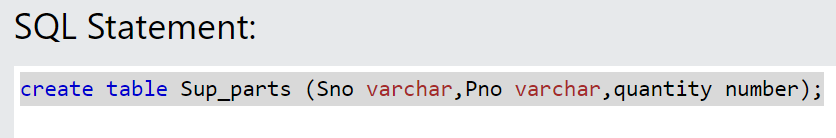 SQL Statement:
create table Sup_parts (Sno varchar,Pno varchar,quantity number);